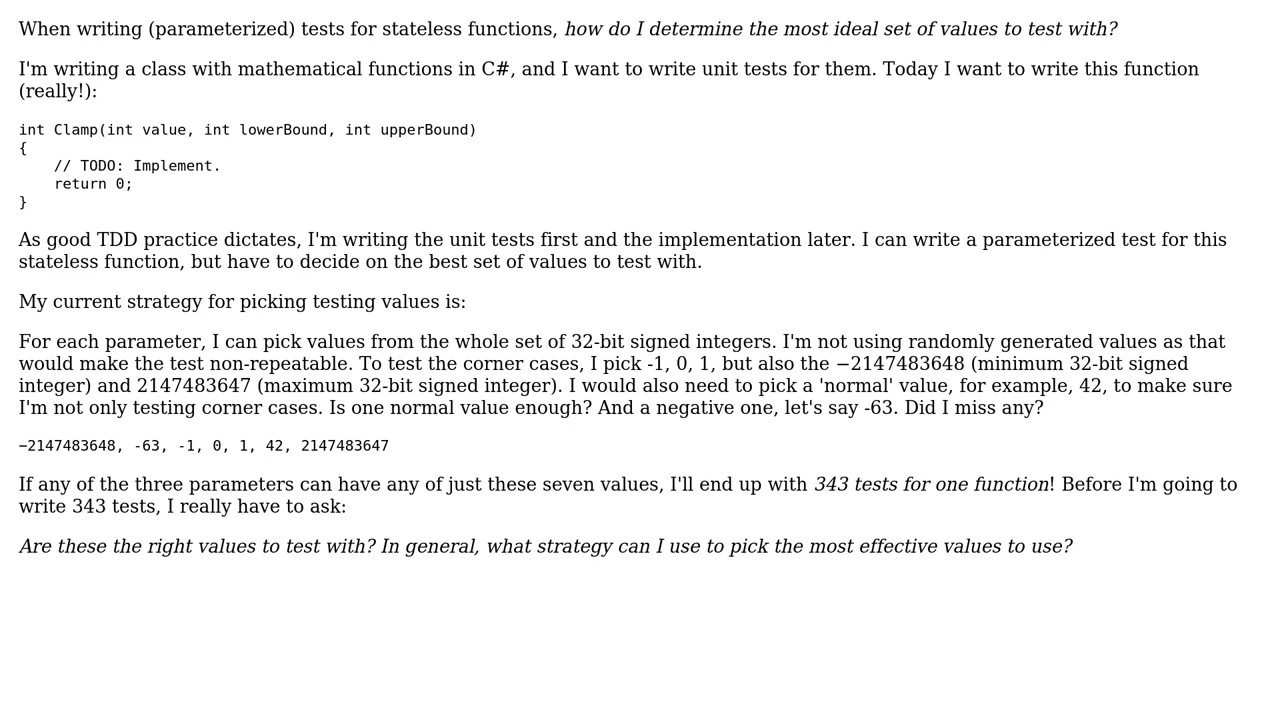 When writing (parameterized) tests for stateless functions, how do I determine the most ideal set of values to test with?
I'm writing a class with mathematical functions in C#, and I want to write unit tests for them. Today I want to write this function
(really!):
int Clamp(int value, int lowerBound, int upperBound)
{
    // TODO: Implement.
    return 0;
}
As good TDD practice dictates, I'm writing the unit tests first and the implementation later. I can write a parameterized test for this
stateless function, but have to decide on the best set of values to test with.
My current strategy for picking testing values is:
For each parameter, I can pick values from the whole set of 32-bit signed integers. I'm not using randomly generated values as that
would make the test non-repeatable. To test the corner cases, I pick -1, 0, 1, but also the −2147483648 (minimum 32-bit signed
integer) and 2147483647 (maximum 32-bit signed integer). I would also need to pick a 'normal' value, for example, 42, to make sure
I'm not only testing corner cases. Is one normal value enough? And a negative one, let's say -63. Did I miss any?
−2147483648, -63, -1, 0, 1, 42, 2147483647
If any of the three parameters can have any of just these seven values, I'll end up with 343 tests for one function! Before I'm going to
write 343 tests, I really have to ask:
Are these the right values to test with? In general, what strategy can I use to pick the most effective values to use?